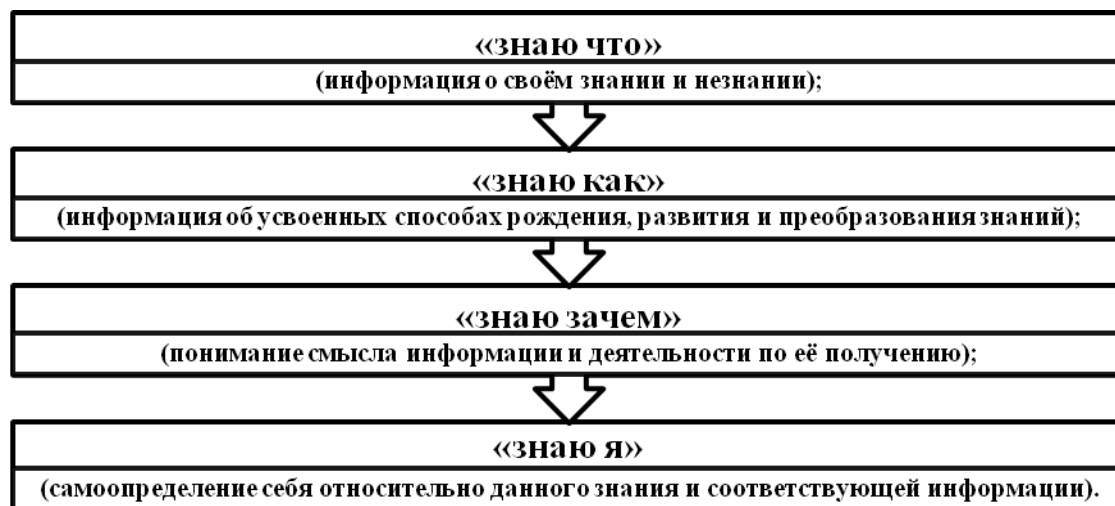 «знаю что»
(информация о своём знании и незнании);
«знаю как»
(информация об усвоенных способах рождения, развития и преобразования знаний);
«знаю зачем»
(понимание смысла информации и деятельности по её получению);
«знаю я»
(самоопределение себя относительно данного знания и соответствующей информации).